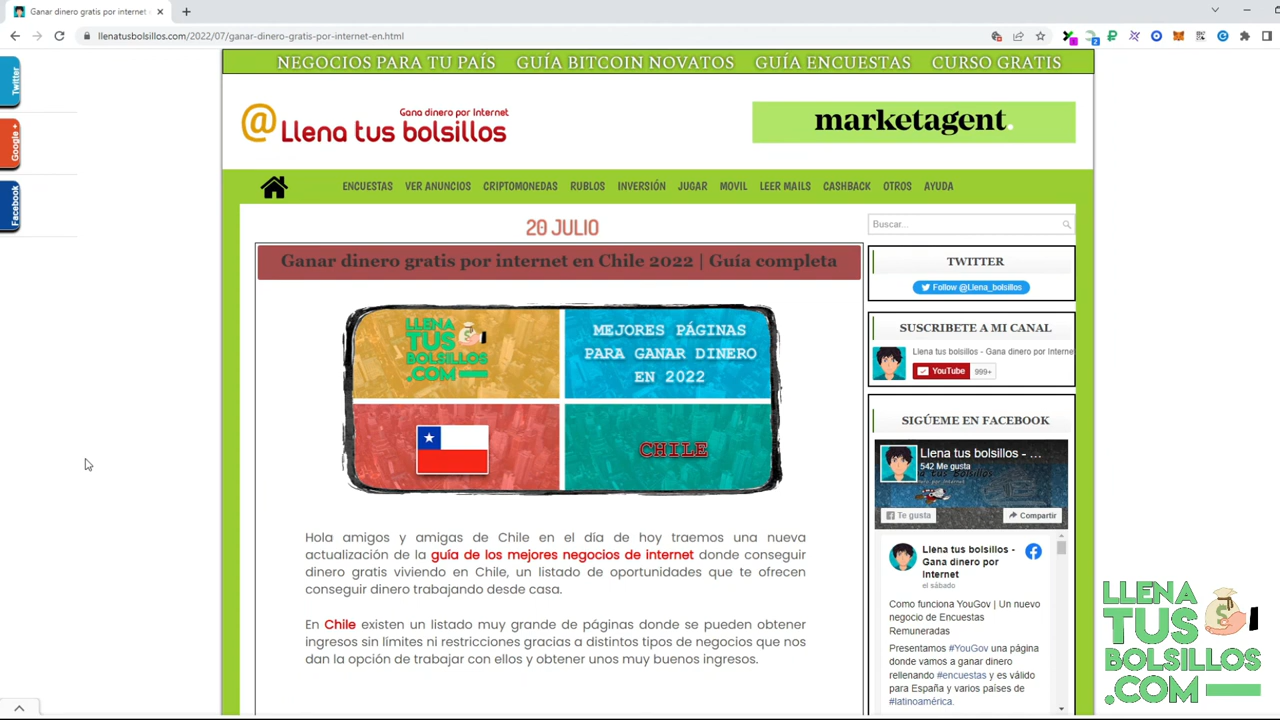 Ganar dinero gratis por internet
llenatusbolsillos.com/2022/07/ganar-dinero-gratis-por-internet-en.html
Twitter
Google +
Facebook
NEGOCIOS PARA TU PAÍS GUÍA BITCOIN NOVATOS GUÍA ENCUESTAS CURSO GRATIS
Gana dinero por Internet
@ Llena tus bolsillos
marketagent.
ENCUESTAS VER ANUNCIOS CRIPTOMONEDAS RUBLOS INVERSIÓN JUGAR MOVIL LEER MAILS CASHBACK OTROS AYUDA
20 JULIO
Ganar dinero gratis por internet en Chile 2022 | Guía completa
LLENA
TUS
BOLSILLOS
.COM
MEJORES PÁGINAS
PARA GANAR DINERO
EN 2022
CHILE
Hola amigos y amigas de Chile en el día de hoy traemos una nueva
actualización de la guía de los mejores negocios de internet donde conseguir
dinero gratis viviendo en Chile, un listado de oportunidades que te ofrecen
conseguir dinero trabajando desde casa.
En Chile existen un listado muy grande de páginas donde se pueden obtener
ingresos sin límites ni restricciones gracias a distintos tipos de negocios que nos
dan la opción de trabajar con ellos y obtener unos muy buenos ingresos.
Buscar...
TWITTER
Follow @Llena_bolsillos
SUSCRIBETE A MI CANAL
Llena tus bolsillos - Gana dinero por Interne
YouTube 999+
SIGÚEME EN FACEBOOK
Llena tus bolsillos - ...
542 Me gusta
Te gusta
Compartir
Llena tus bolsillos -
Gana dinero por
Internet
el sábado
Como funciona YouGov | Un nuevo
negocio de Encuestas
Remuneradas
Presentamos #YouGov una página
donde vamos a ganar dinero
rellenando #encuestas y es válido
para España y varios países de
#latinoamérica.
LLENA
TUS
BOLSILLOS
.COM